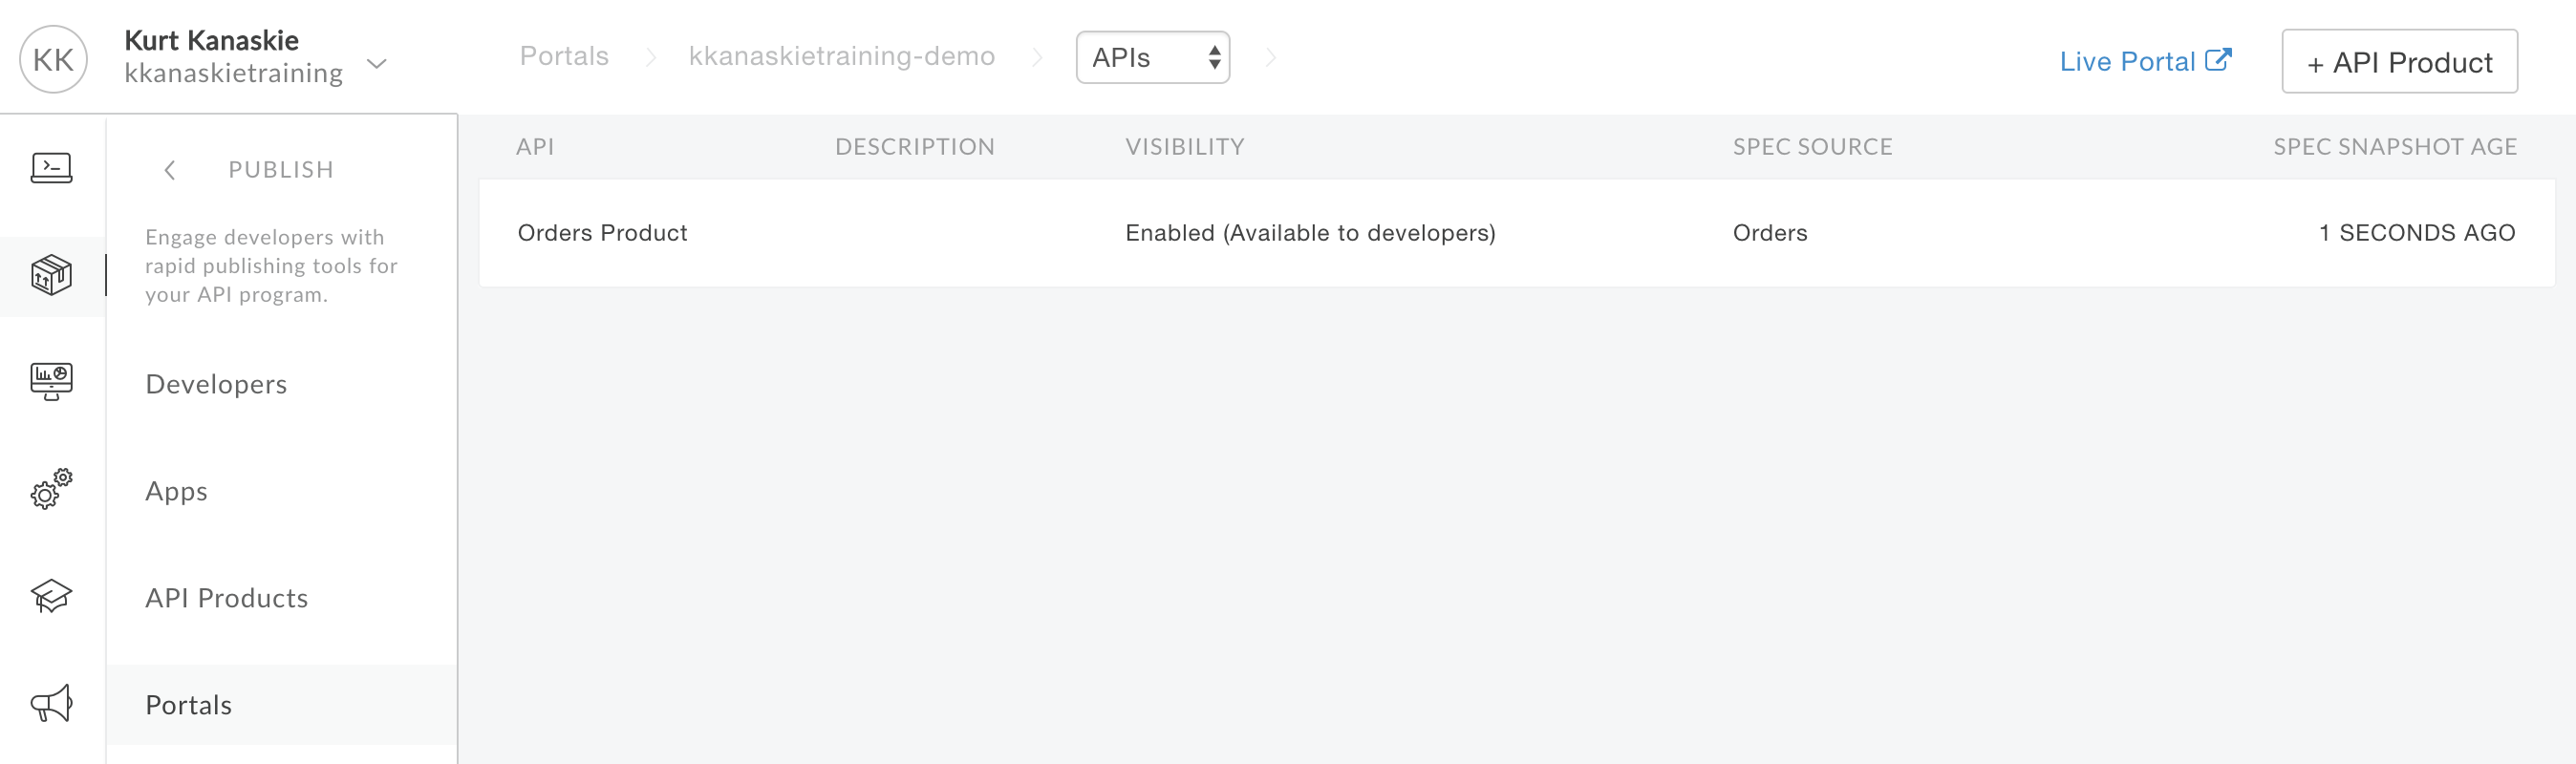 KK
Kurt Kanaskie
kkanaskietraining
Portals
kkanaskietraining-demo
APIs
Live Portal
+ API Product
PUBLISH
Engage developers with
rapid publishing tools for
your API program.
Developers
Apps
API Products
Portals
API DESCRIPTION VISIBILITY SPEC SOURCE SPEC SNAPSHOT AGE
Orders Product Enabled (Available to developers) Orders 1 SECONDS AGO